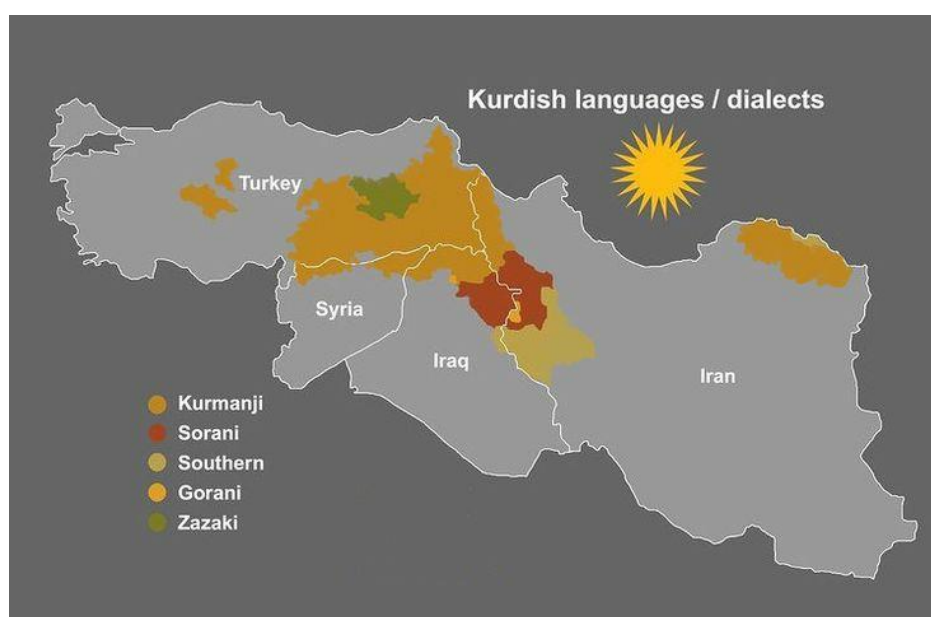 Kurdish languages / dialects
Turkey
Syria
Iraq
Iran
Kurmanji
Sorani
Southern
Gorani
Zazaki